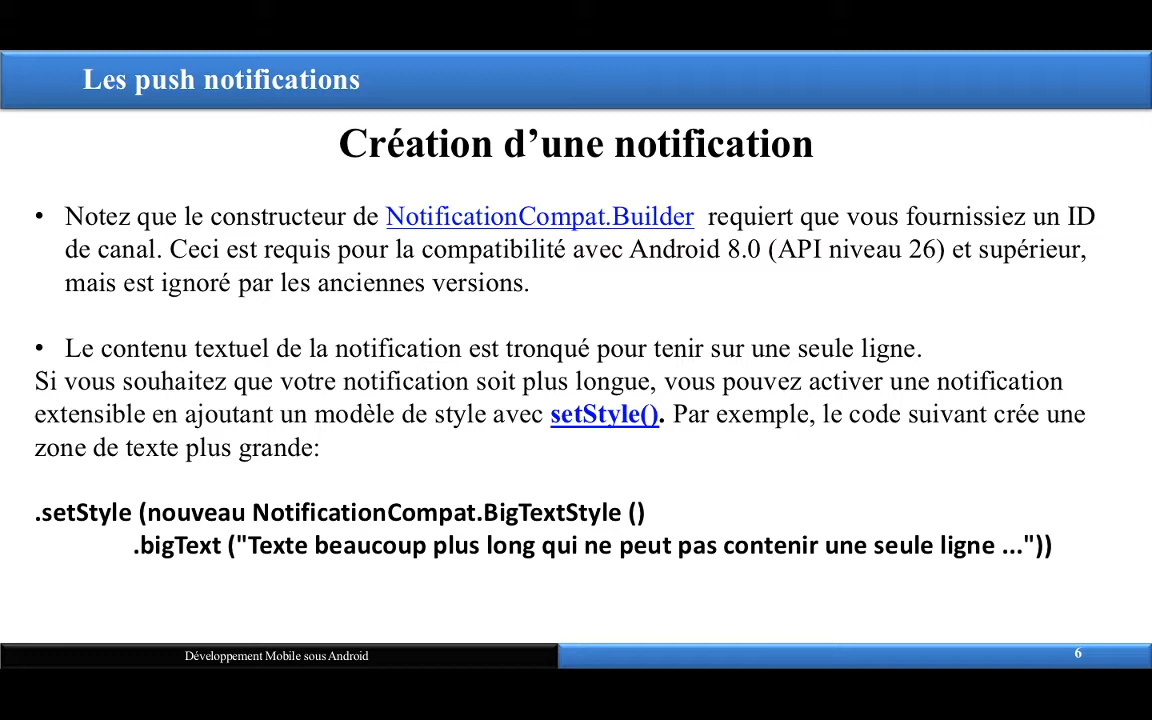 Les push notifications
Création d’une notification
• Notez que le constructeur de NotificationCompat.Builder requiert que vous fournissiez un ID
de canal. Ceci est requis pour la compatibilité avec Android 8.0 (API niveau 26) et supérieur,
mais est ignoré par les anciennes versions.
• Le contenu textuel de la notification est tronqué pour tenir sur une seule ligne.
Si vous souhaitez que votre notification soit plus longue, vous pouvez activer une notification
extensible en ajoutant un modèle de style avec setStyle(). Par exemple, le code suivant crée une
zone de texte plus grande:
.setStyle (nouveau NotificationCompat.BigTextStyle ()
.bigText ("Texte beaucoup plus long qui ne peut pas contenir une seule ligne ..."))
Développement Mobile sous Android
6